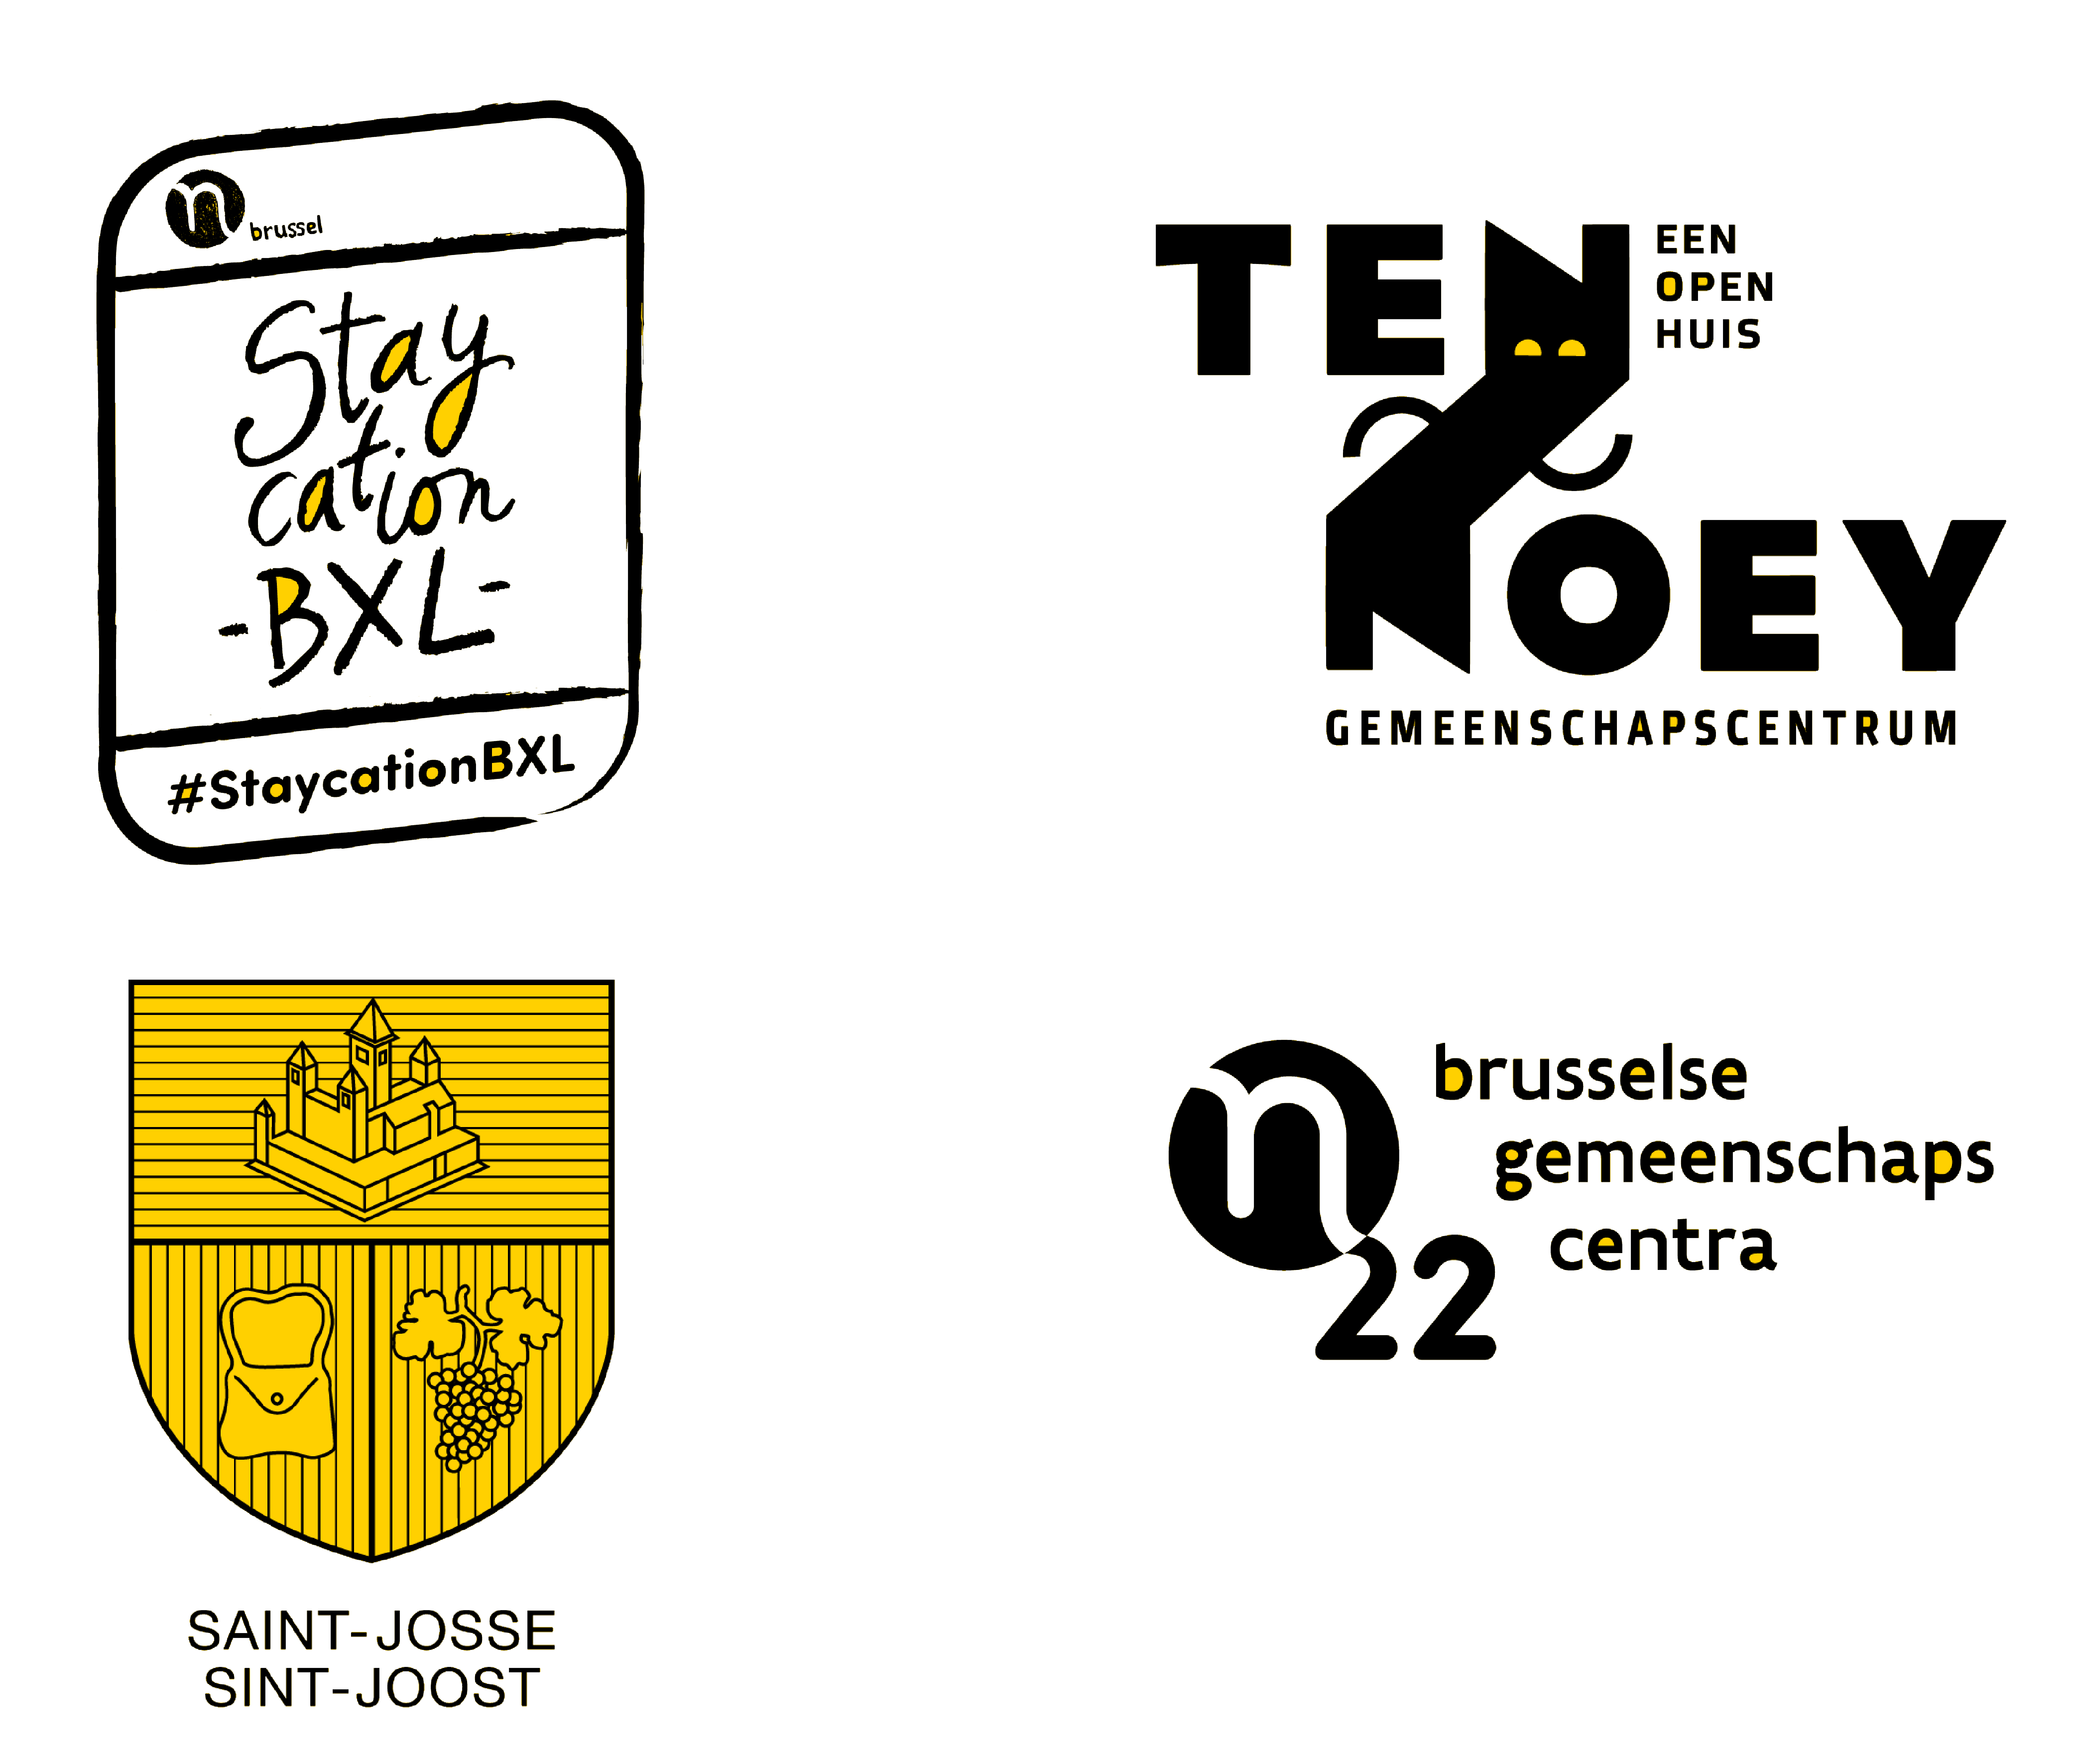 n brussel
Stay
cation
-BXL-
#StaycationBXL
TEN
EEN
OPEN
HUIS
NOEY
GEMEENSCHAPSCENTRUM
SAINT-JOSSE
SINT-JOOST
n
22
brusselse
gemeenschaps
centra